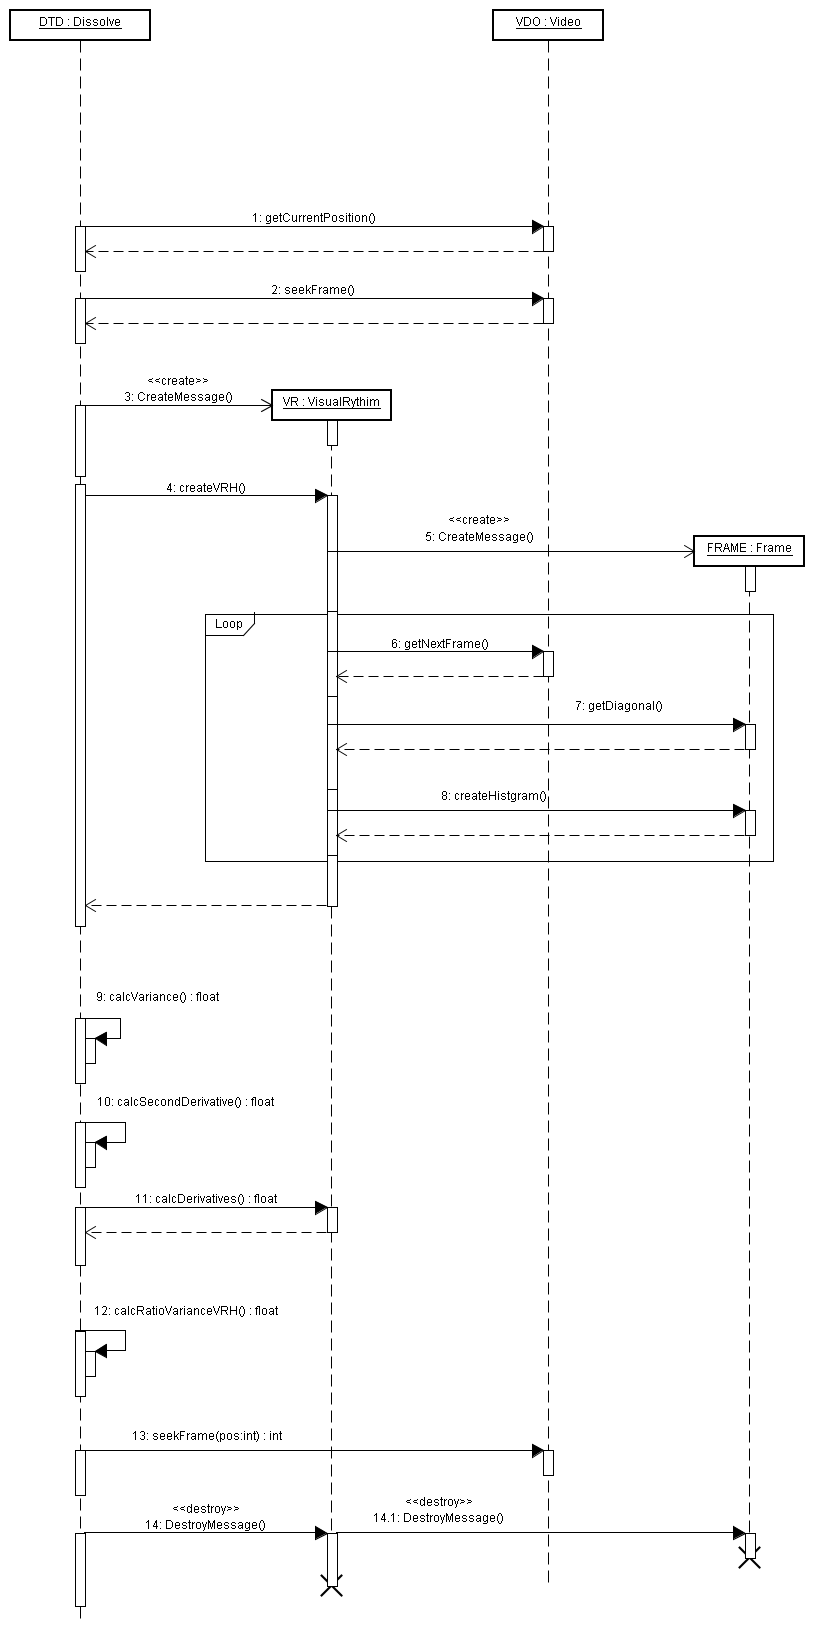 DTD : Dissolve
VDO : Video
1: getCurrentPosition()
2: seekFrame()
<<create>>
3: CreateMessage()
VR : VisualRythim
4: createVRH()
<<create>>
5: CreateMessage()
FRAME : Frame
Loop
6: getNextFrame()
7: getDiagonal()
8: createHistgram()
9: calcVariance() : float
10: calcSecondDerivative() : float
11: calcDerivatives() : float
12: calcRatioVarianceVRH() : float
13: seekFrame(pos:int) : int
<<destroy>>
14: DestroyMessage()
<<destroy>>
14.1: DestroyMessage()